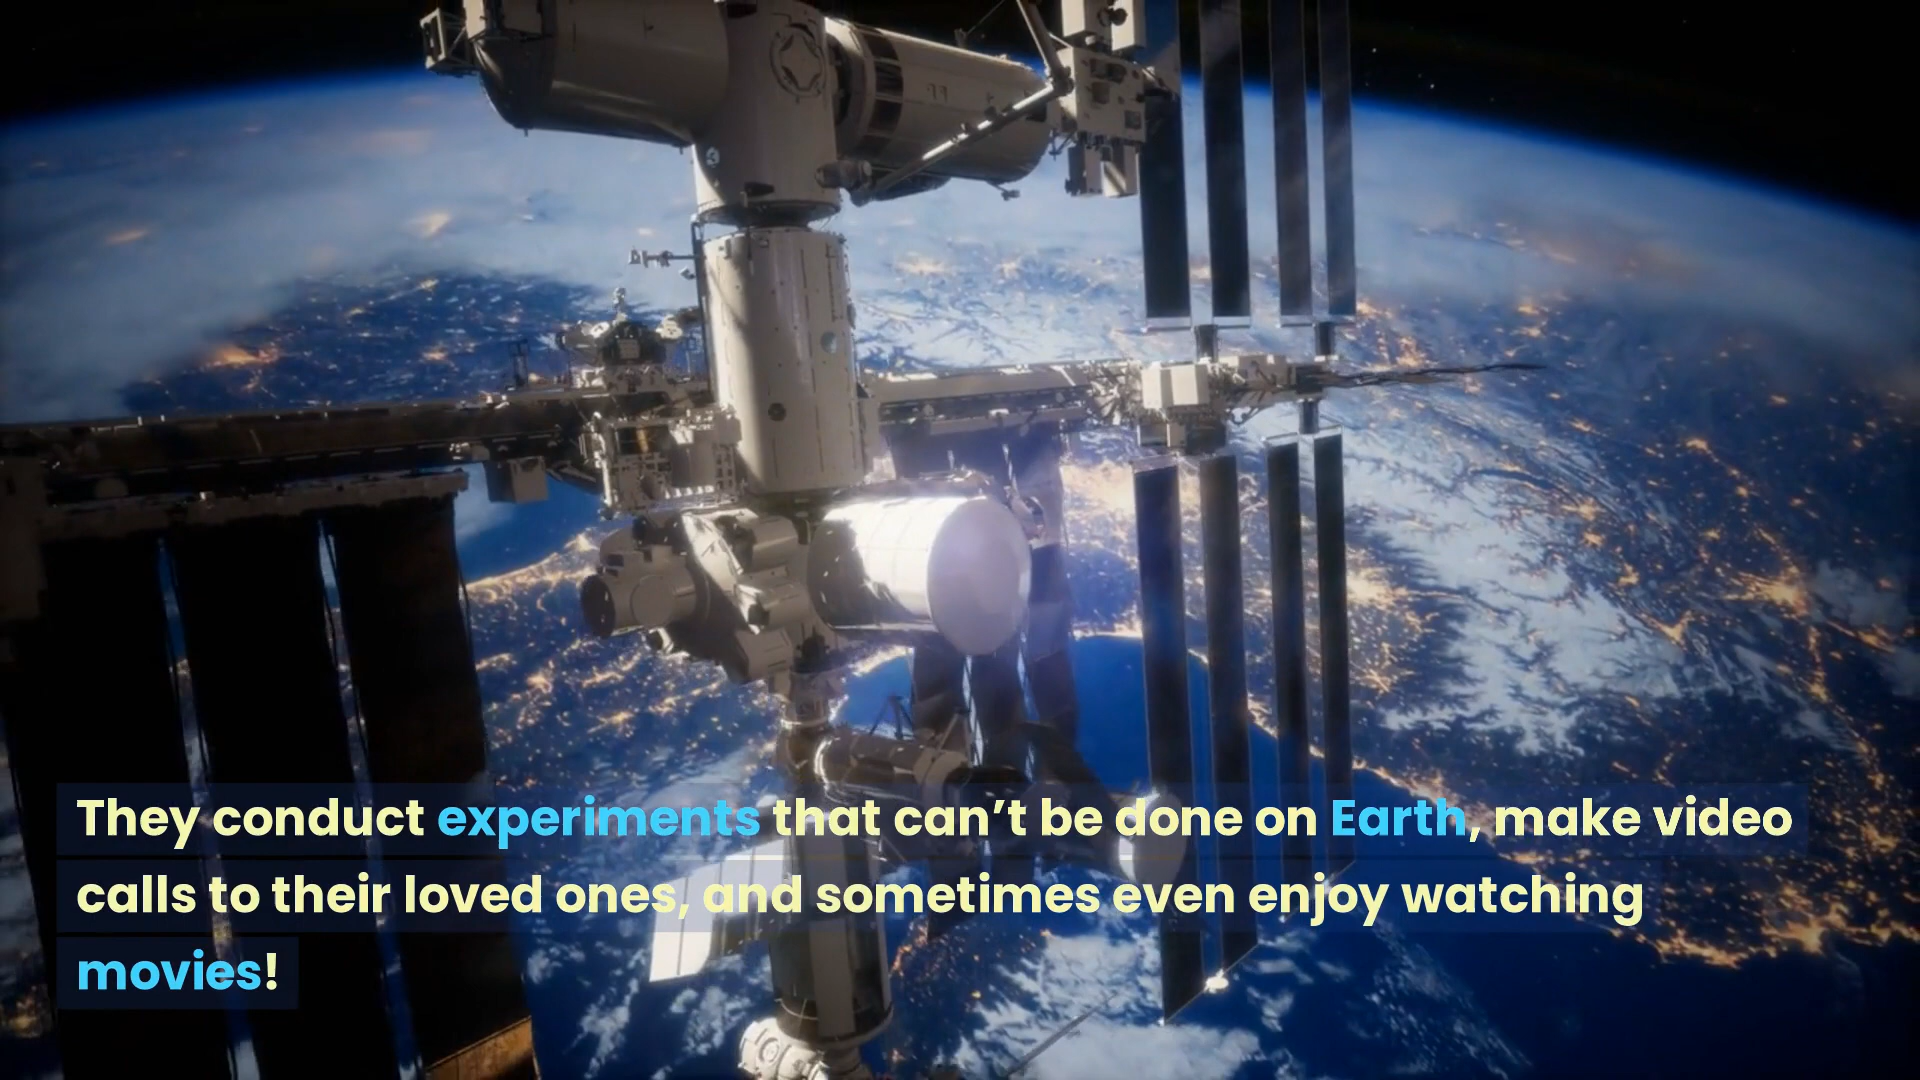 They conduct experiments that can’t be done on Earth, make video
calls to their loved ones, and sometimes even enjoy watching
movies!